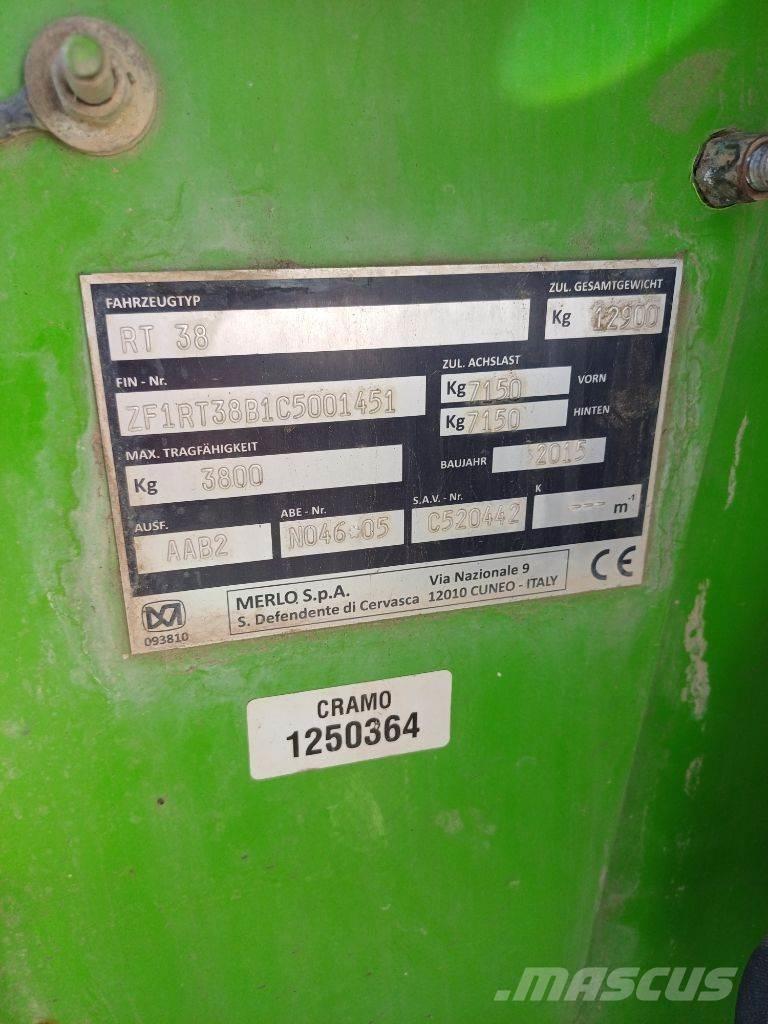 FAHRZEUGTYP
RT 38
ZUL. GESAMTGEWICHT
Kg 12900
FIN - Nr.
ZF1RT38B1C5001451
ZUL. ACHSLAST
Kg 7150 VORN
Kg 7150 HINTEN
MAX. TRAGFÄHIGKEIT
Kg 3800
BAUJAHR 2015
AUSF.
AAB2
ABE - Nr.
N046*05
S.A.V. - Nr.
C520442
K
--- m-1
093810
MERLO S.p.A. Via Nazionale 9
S. Defendente di Cervasca 12010 CUNEO - ITALY
CE
CRAMO
1250364
MASCUS